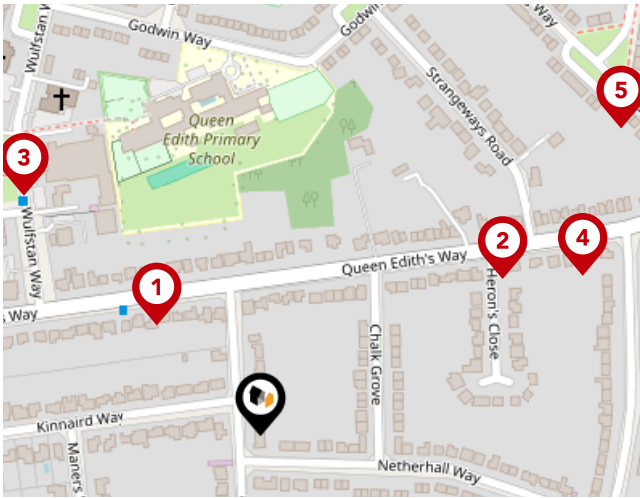 Godwin Way
Godwin
Way
Wulfstan W
Strangeways Road
5
Queen
Edith Primary
School
3
Wulfstan Way
2
4
Queen Edith's Way
1
s Way
Heron's Close
Chalk Grove
Kinnaird Way
Maners
Netherhall Way